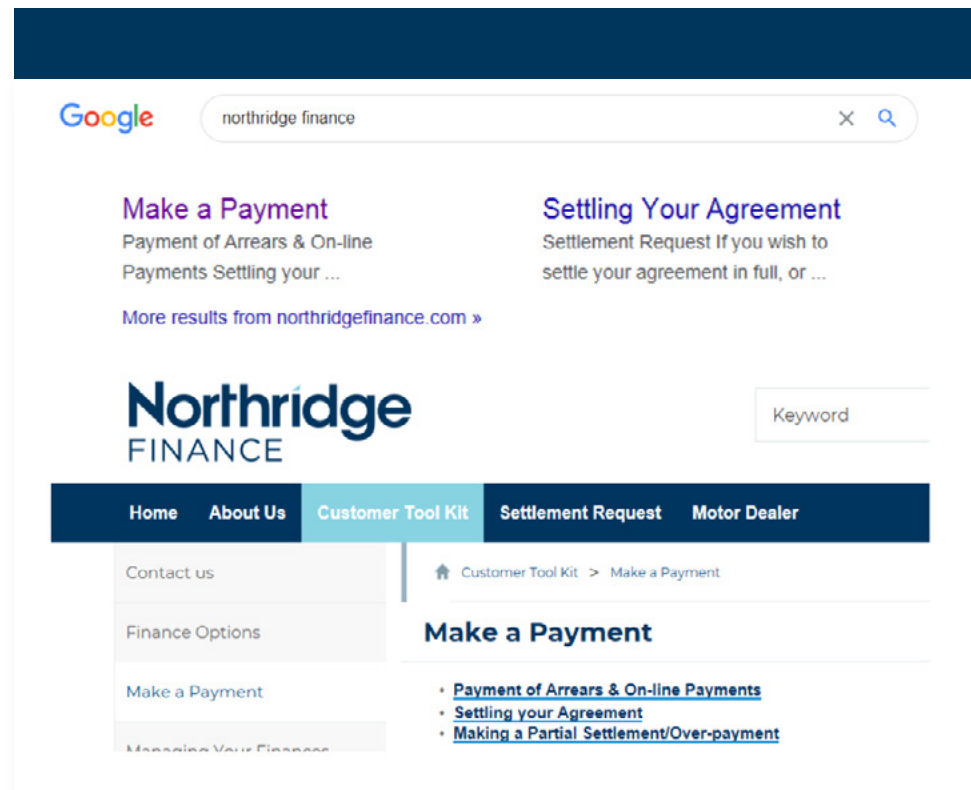 Google
northridge finance
Make a Payment
Payment of Arrears & On-line
Payments Settling your ...
Settling Your Agreement
Settlement Request If you wish to
settle your agreement in full, or ...
More results from northridgefinance.com »
Northridge
FINANCE
Keyword
Home About Us Customer Tool Kit Settlement Request Motor Dealer
Contact us
Finance Options
Make a Payment
Managing Your Finances
Customer Tool Kit > Make a Payment
Make a Payment
• Payment of Arrears & On-line Payments
• Settling your Agreement
• Making a Partial Settlement/Over-payment